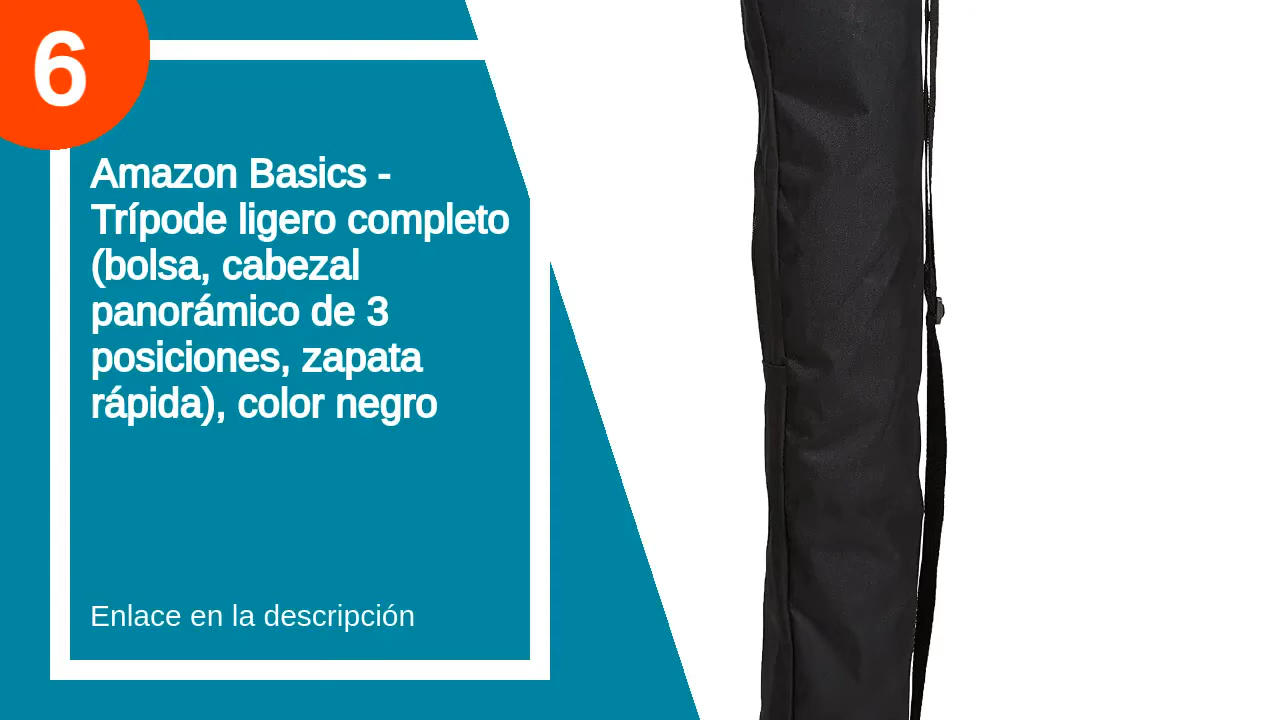 6
Amazon Basics -
Trípode ligero completo
(bolsa, cabezal
panorámico de 3
posiciones, zapata
rápida), color negro
Enlace en la descripción